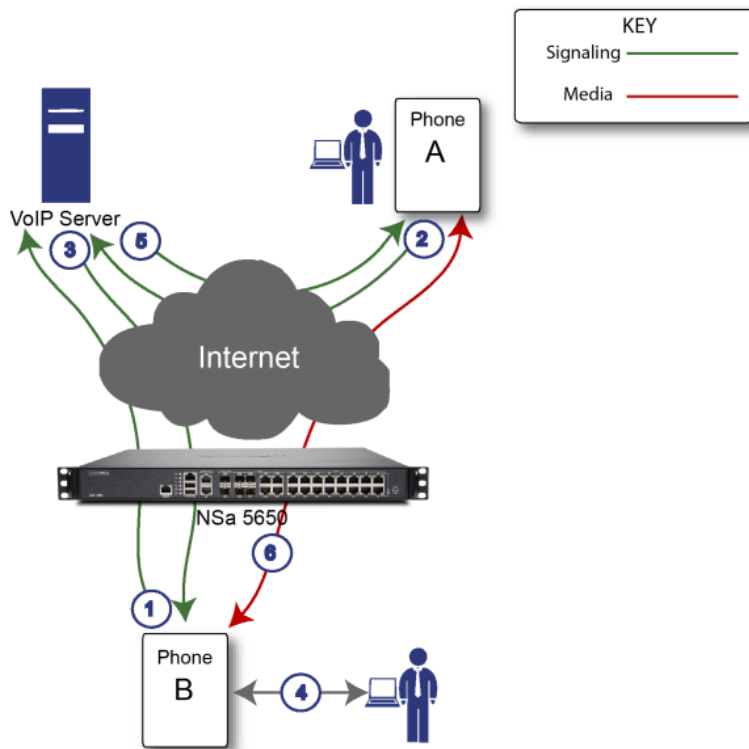 KEY
Signaling
Media
Phone
A
VoIP Server
3
5
2
Internet
NSa 5650
6
1
Phone
B
4